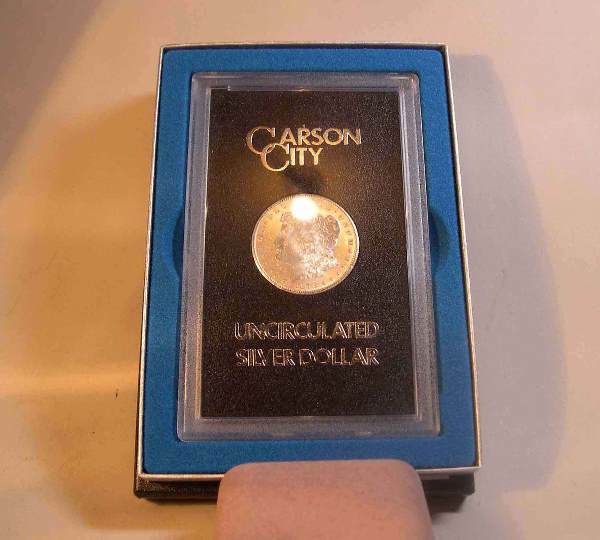 CARSON
CITY
UNCIRCULATED
SILVER DOLLAR